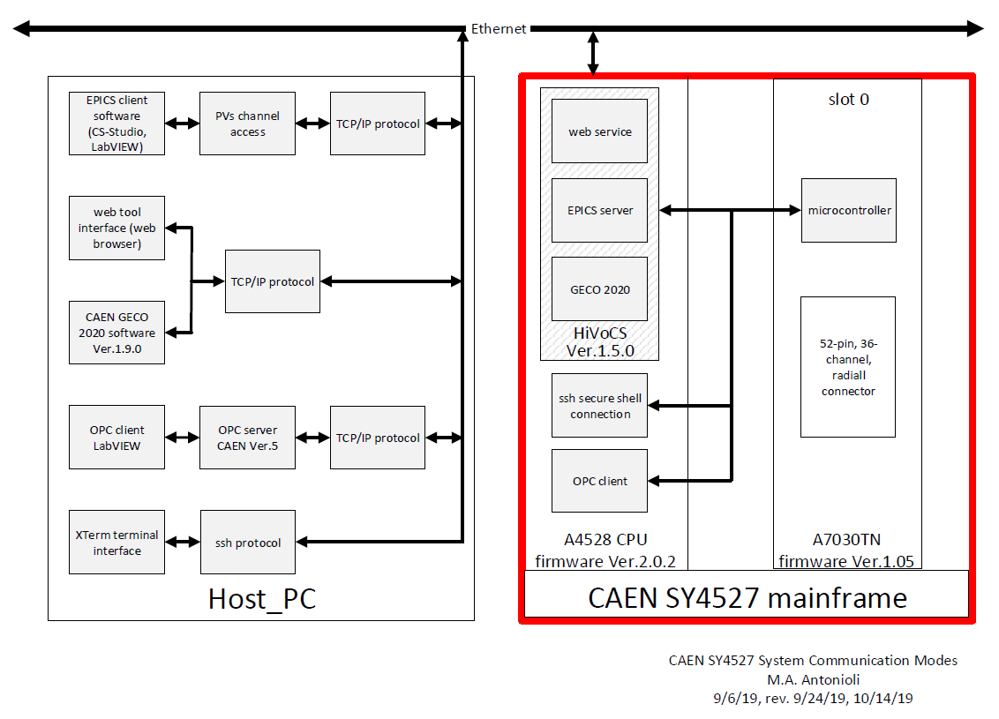 Ethernet
EPICS client
software
(CS-Studio,
LabVIEW)
PVs channel
access
TCP/IP protocol
web tool
interface (web
browser)
TCP/IP protocol
CAEN GECO
2020 software
Ver.1.9.0
OPC client
LabVIEW
OPC server
CAEN Ver.5
TCP/IP protocol
XTerm terminal
interface
ssh protocol
Host_PC
web service
EPICS server
GECO 2020
HiVoCS
Ver.1.5.0
ssh secure shell
connection
OPC client
A4528 CPU
firmware Ver.2.0.2
slot 0
microcontroller
52-pin, 36-
channel,
radiall
connector
A7030TN
firmware Ver.1.05
CAEN SY4527 mainframe
CAEN SY4527 System Communication Modes
M.A. Antonioli
9/6/19, rev. 9/24/19, 10/14/19